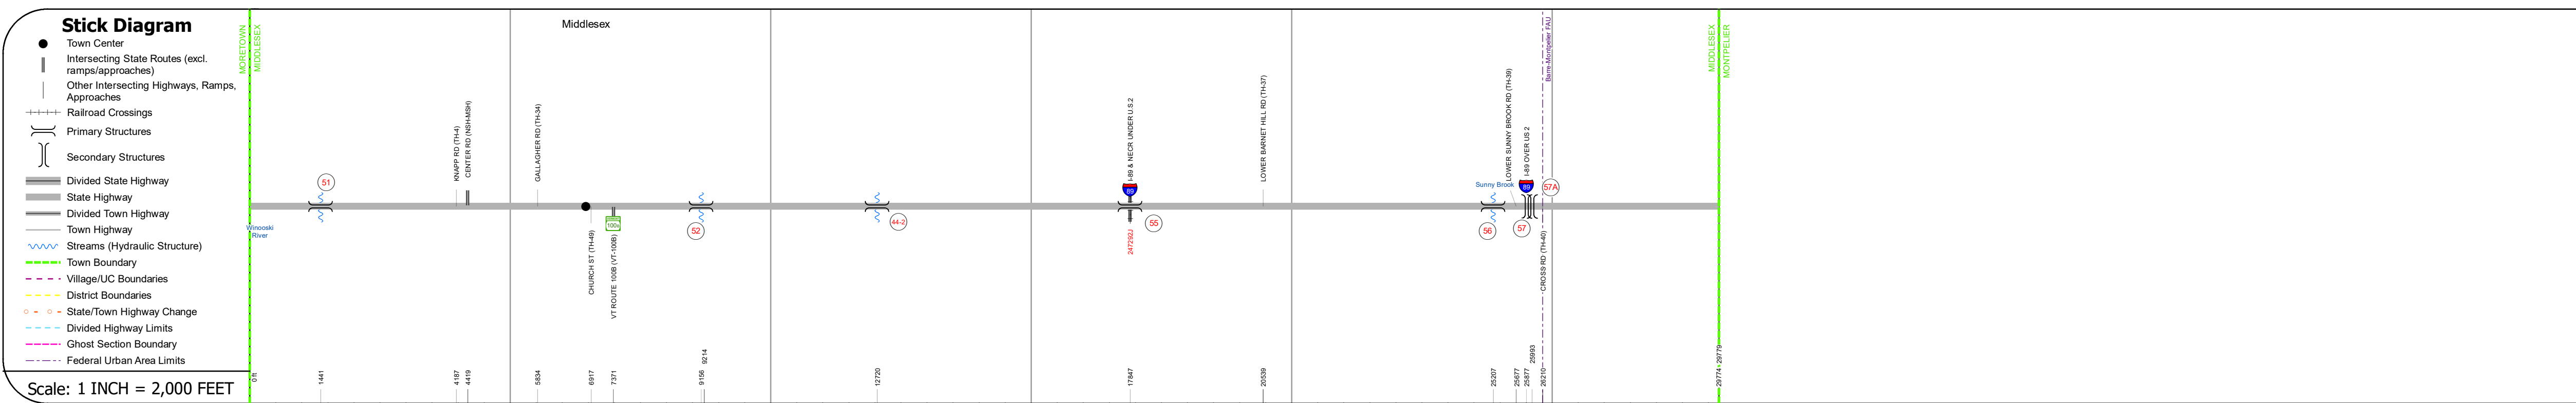 Stick Diagram
Town Center
Intersecting State Routes (excl.
ramps/approaches)
Other Intersecting Highways, Ramps,
Approaches
Railroad Crossings
Primary Structures
Secondary Structures
Divided State Highway
State Highway
Divided Town Highway
Town Highway
Streams (Hydraulic Structure)
Town Boundary
Village/UC Boundaries
District Boundaries
State/Town Highway Change
Divided Highway Limits
Ghost Section Boundary
Federal Urban Area Limits
Scale: 1 INCH = 2,000 FEET
MORETOWN
MIDDLESEX
Winooski
River
Middlesex
51
KNAPP RD (TH-4)
CENTER RD (NSH-MSH)
GALLAGHER RD (TH-34)
CHURCH ST (TH-49)
100B
VT ROUTE 100B (VT-100B)
52
44-2
I-89 & NECR UNDER U.S.2
89
55
247292J
LOWER BARNET HILL RD (TH-37)
Sunny Brook
56
LOWER SUNNY BROOK RD (TH-39)
I-89 OVER US 2
89
57
57A
Barre-Montpelier FAU
CROSS RD (TH-40)
MIDDLESEX
MONTPELIER
0 ft
1441
4187
4419
5834
6917
7371
9156
9214
12720
17847
20539
25207
25677
25877
25993
26210
29774
29779